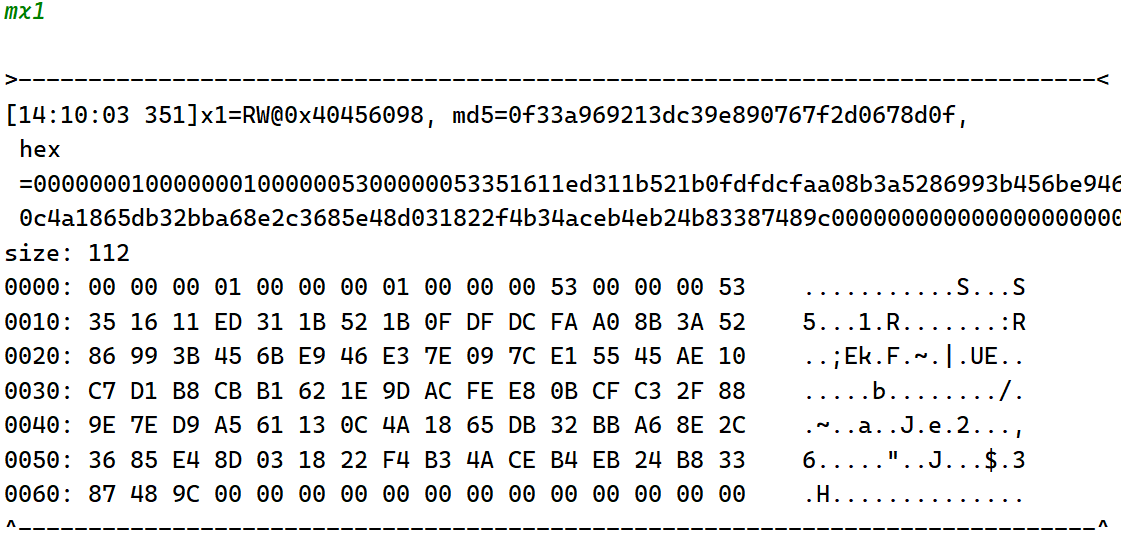 mx1
>-----------------------------------------------------------------------------<
[14:10:03 351]x1=RW@0x40456098, md5=0f33a969213dc39e890767f2d0678d0f,
hex
=00000001000000010000005300000053351611ed311b521b0fdfdcfaa08b3a5286993b456be946
0c4a1865db32bba68e2c3685e48d031822f4b34aceb4eb24b83387489c000000000000000000000
size: 112
0000: 00 00 00 01 00 00 00 01 00 00 00 53 00 00 00 53    ...........S...S
0010: 35 16 11 ED 31 1B 52 1B 0F DF DC FA A0 8B 3A 52    5...1.R.......:R
0020: 86 99 3B 45 6B E9 46 E3 7E 09 7C E1 55 45 AE 10    ..;Ek.F.~.|.UE..
0030: C7 D1 B8 CB B1 62 1E 9D AC FE E8 0B CF C3 2F 88    .....b......../.
0040: 9E 7E D9 A5 61 13 0C 4A 18 65 DB 32 BB A6 8E 2C    .~..a..J.e.2...,
0050: 36 85 E4 8D 03 18 22 F4 B3 4A CE B4 EB 24 B8 33    6....."..J...$.3
0060: 87 48 9C 00 00 00 00 00 00 00 00 00 00 00 00 00    .H..............
^-----------------------------------------------------------------------------^